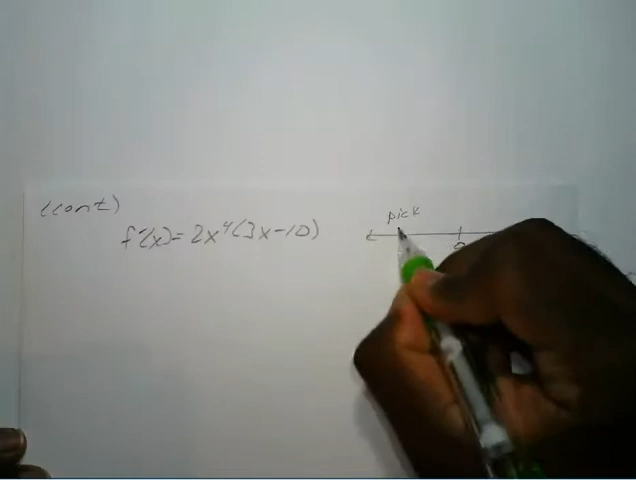 (cont)
pick
f'(x)= 2x⁴(3x-10)
0